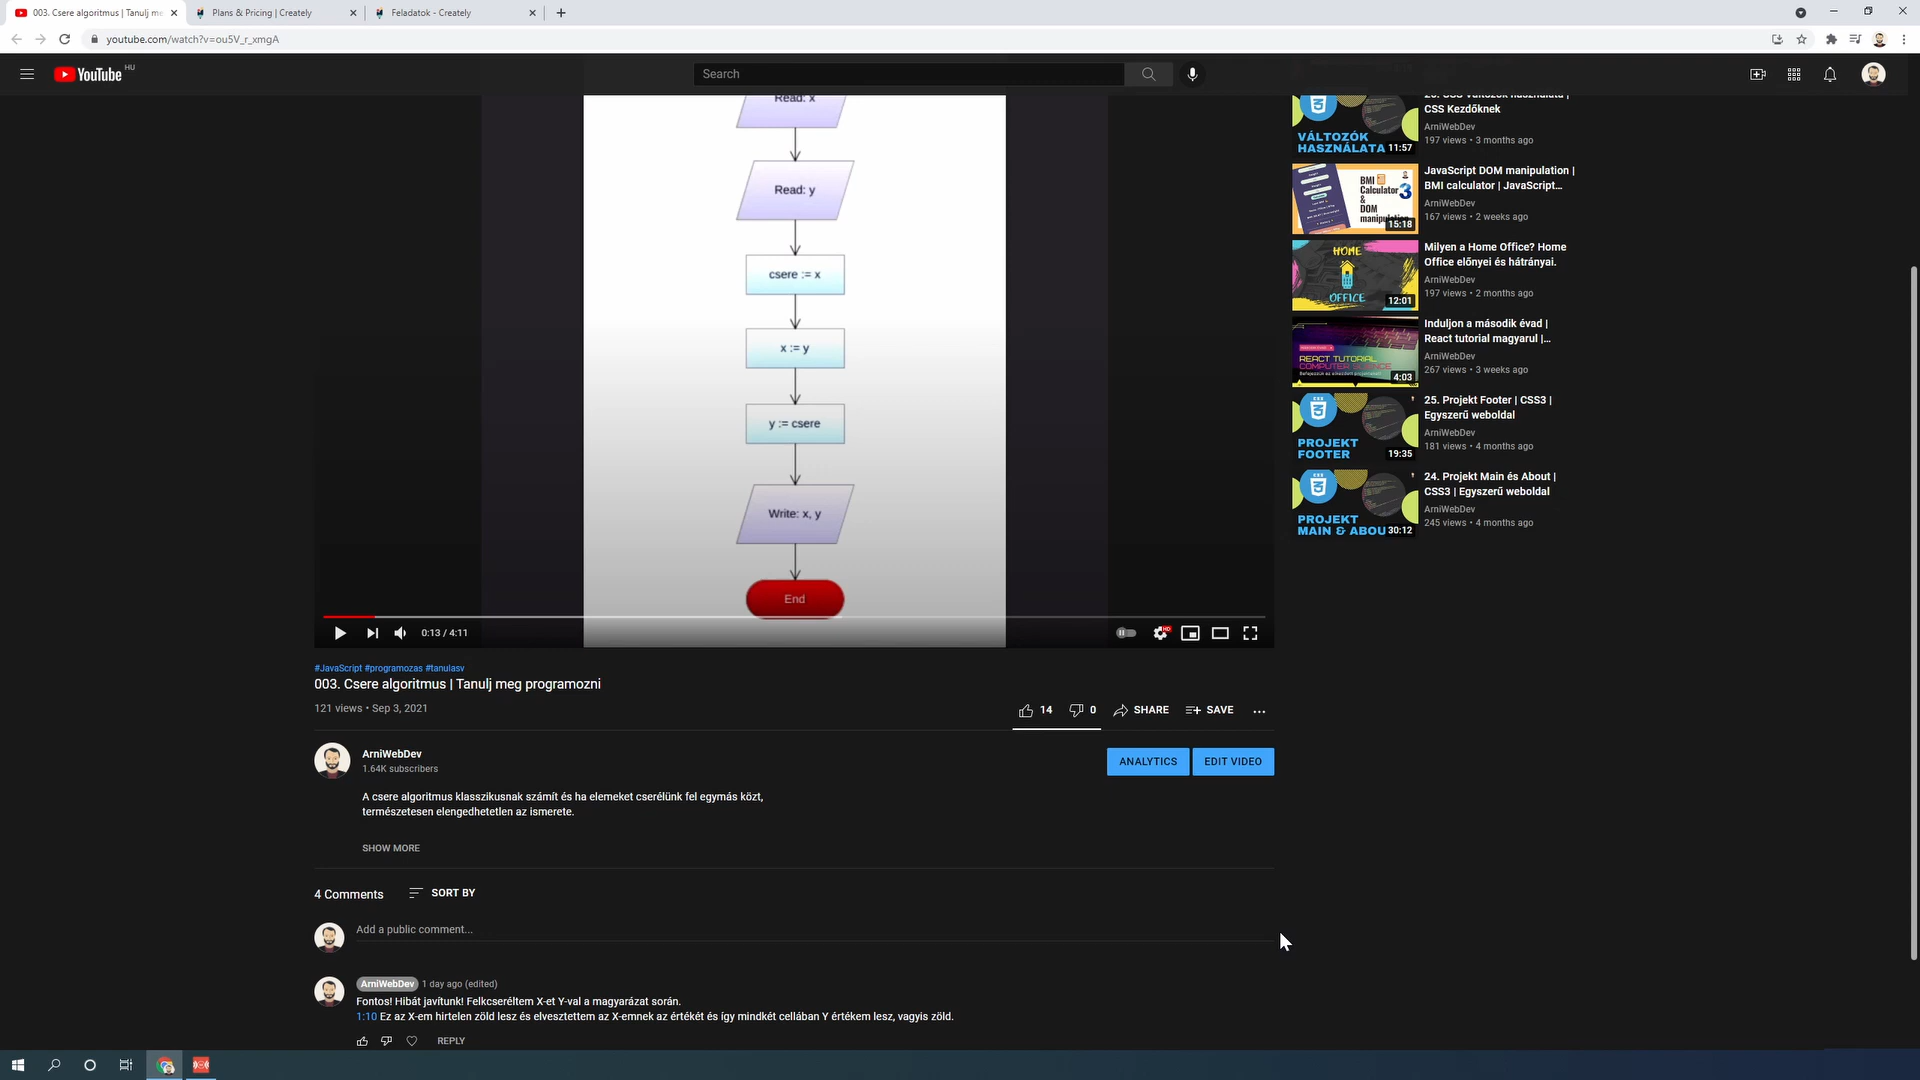 003. Csere algoritmus | Tanulj me
Plans & Pricing | Creately
Feladatok - Creately
youtube.com/watch?v=ou5V_r_xmgA
YouTube HU
Search
Read: x
Read: y
csere := x
x := y
y := csere
Write: x, y
End
0:13 / 4:11
HD
#JavaScript #programozas #tanulasv
003. Csere algoritmus | Tanulj meg programozni
121 views • Sep 3, 2021
14
0
SHARE
SAVE
ArniWebDev
1.64K subscribers
ANALYTICS
EDIT VIDEO
A csere algoritmus klasszikusnak számít és ha elemeket cserélünk fel egymás közt,
természetesen elengedhetetlen az ismerete.
SHOW MORE
4 Comments
SORT BY
Add a public comment...
ArniWebDev 1 day ago (edited)
Fontos! Hibát javítunk! Felkcseréltem X-et Y-val a magyarázat során.
1:10 Ez az X-em hirtelen zöld lesz és elvesztettem az X-emnek az értékét és így mindkét cellában Y értékem lesz, vagyis zöld.
REPLY
VÁLTOZÓK
HASZNÁLATA
11:57
CSS Kezdőknek
ArniWebDev
197 views • 3 months ago
BMI
Calculator
&
DOM
3
15:18
JavaScript DOM manipulation |
BMI calculator | JavaScript...
ArniWebDev
167 views • 2 weeks ago
HOME
OFFICE
12:01
Milyen a Home Office? Home
Office előnyei és hátrányai.
ArniWebDev
197 views • 2 months ago
REACT TUTORIAL
COMPUTER SCIENCE
4:03
Induljon a második évad |
React tutorial magyarul |...
ArniWebDev
267 views • 3 weeks ago
PROJEKT
FOOTER
19:35
25. Projekt Footer | CSS3 |
Egyszerű weboldal
ArniWebDev
181 views • 4 months ago
PROJEKT
MAIN & ABOU
30:12
24. Projekt Main és About |
CSS3 | Egyszerű weboldal
ArniWebDev
245 views • 4 months ago